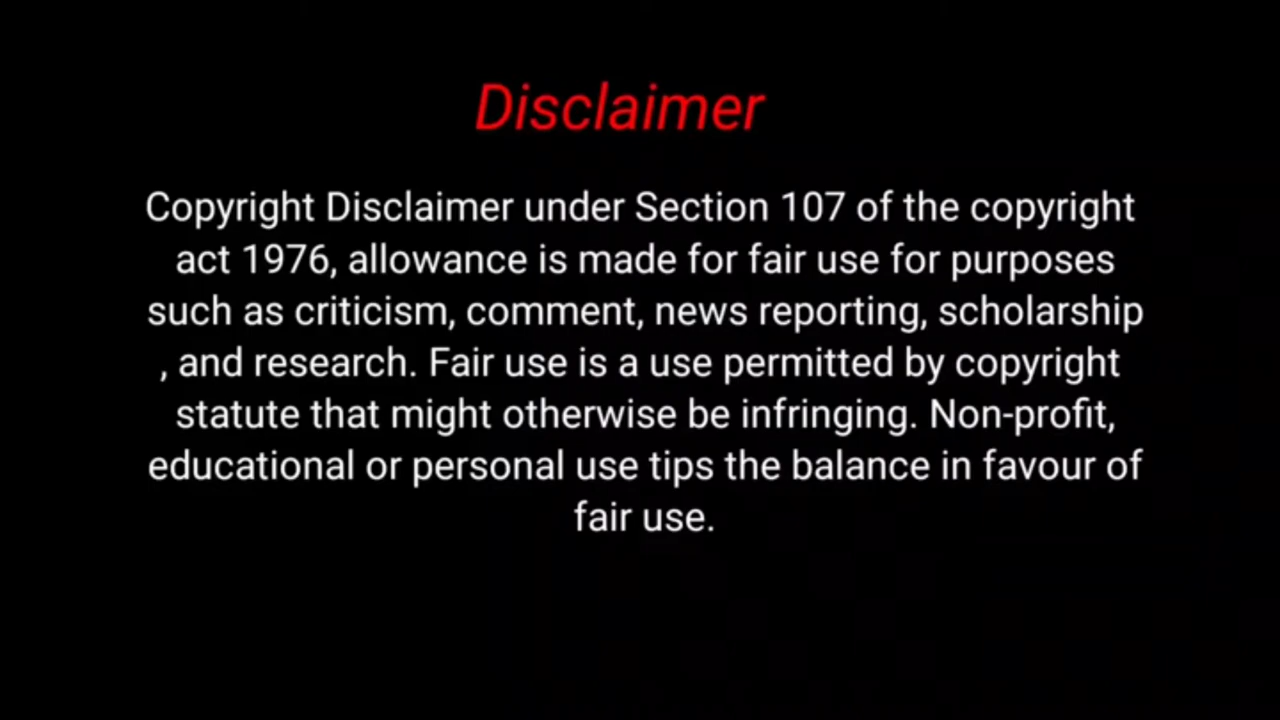 Disclaimer
Copyright Disclaimer under Section 107 of the copyright
act 1976, allowance is made for fair use for purposes
such as criticism, comment, news reporting, scholarship
, and research. Fair use is a use permitted by copyright
statute that might otherwise be infringing. Non-profit,
educational or personal use tips the balance in favour of
fair use.